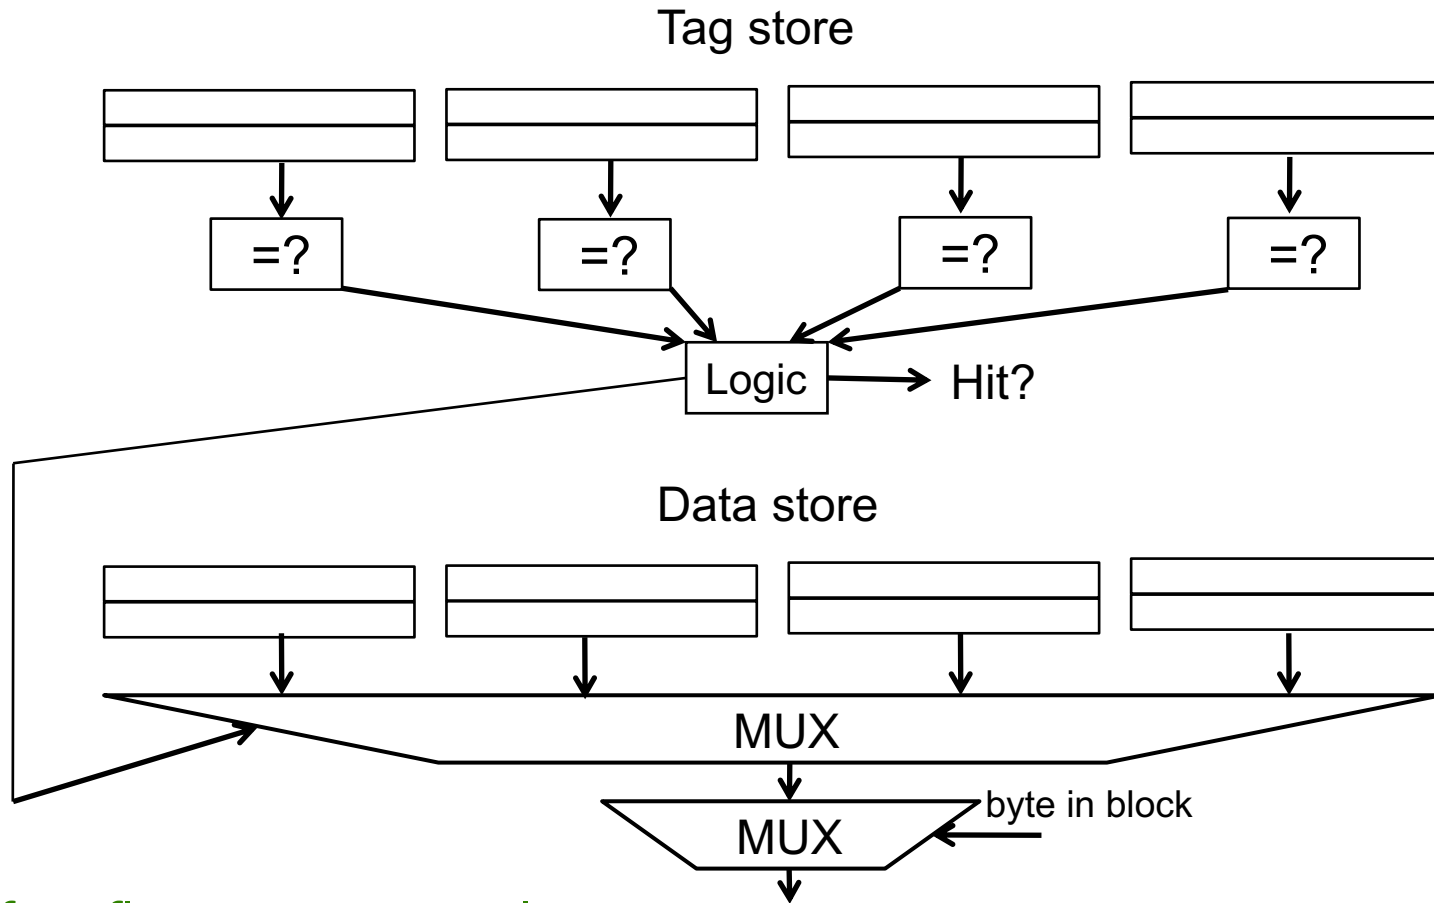 Tag store
=? =? =? =?
Logic Hit?
Data store
MUX
byte in block
MUX